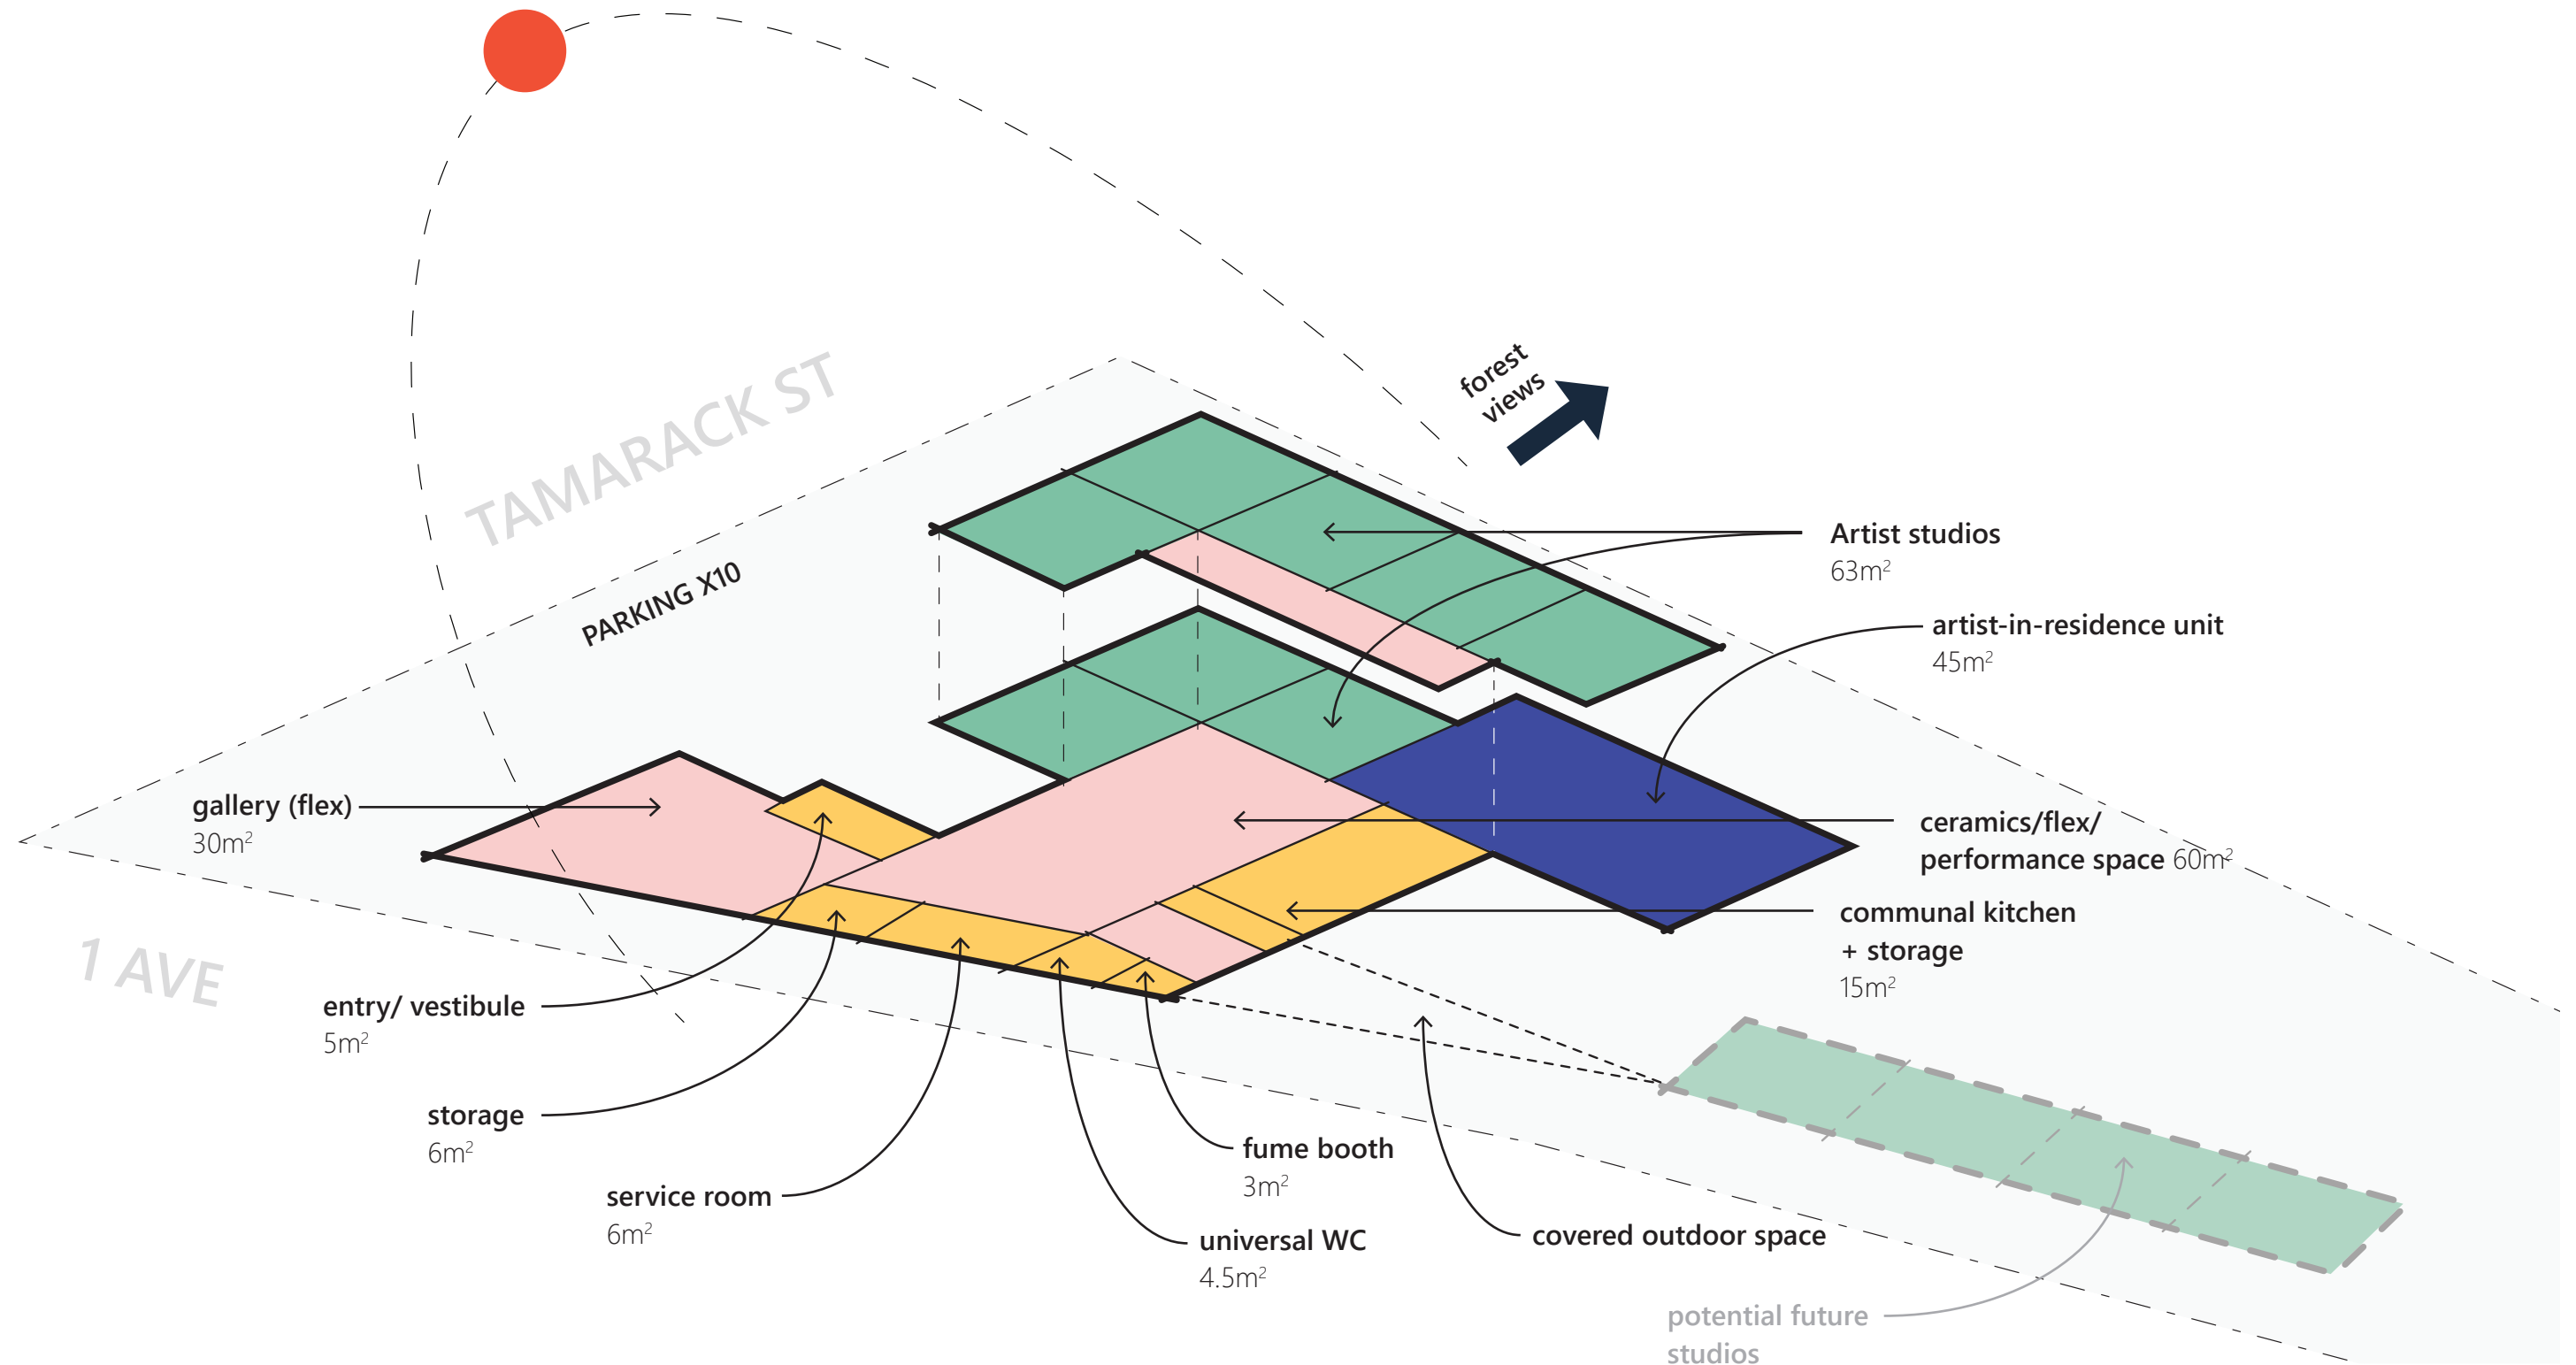 forest
views
TAMARACK ST
PARKING X10
Artist studios
63m²
artist-in-residence unit
45m²
gallery (flex)
30m²
ceramics/flex/
performance space 60m²
communal kitchen
+ storage
15m²
1 AVE
entry/ vestibule
5m²
storage
6m²
service room
6m²
fume booth
3m²
universal WC
4.5m²
covered outdoor space
potential future
studios